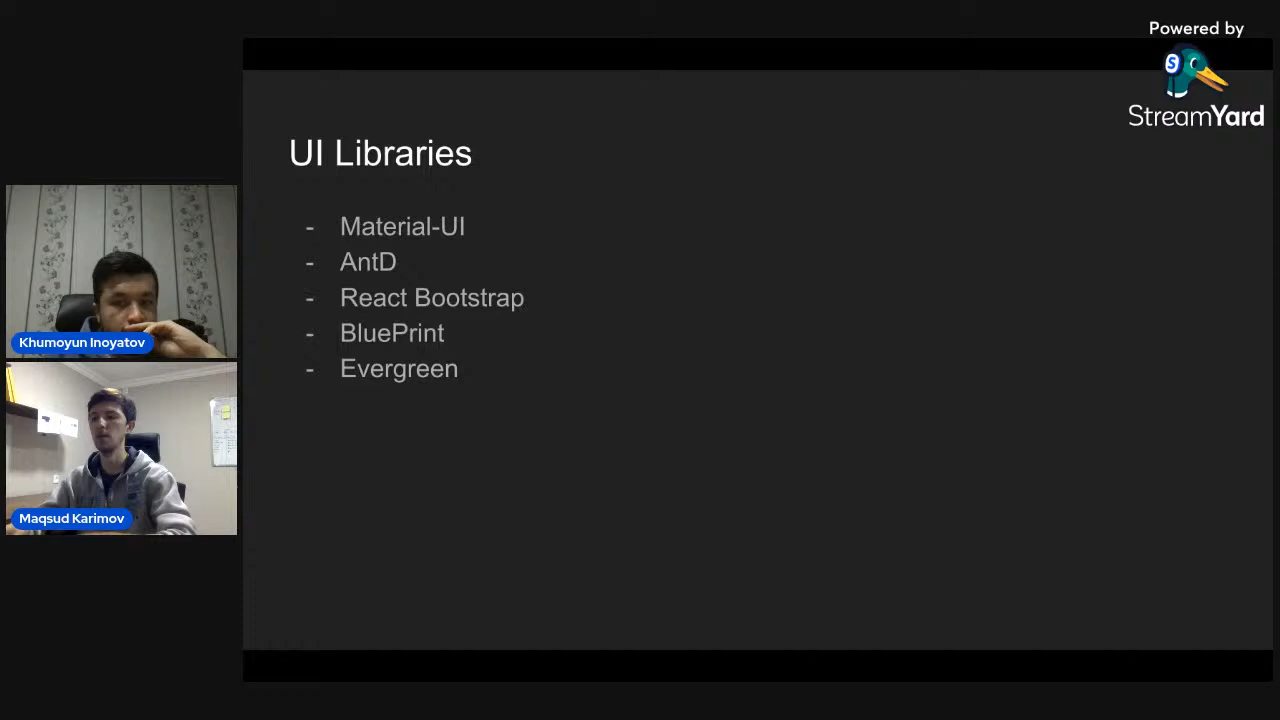 Powered by
StreamYard
UI Libraries
- Material-UI
- AntD
- React Bootstrap
- BluePrint
- Evergreen
Khumoyun Inoyatov
Maqsud Karimov